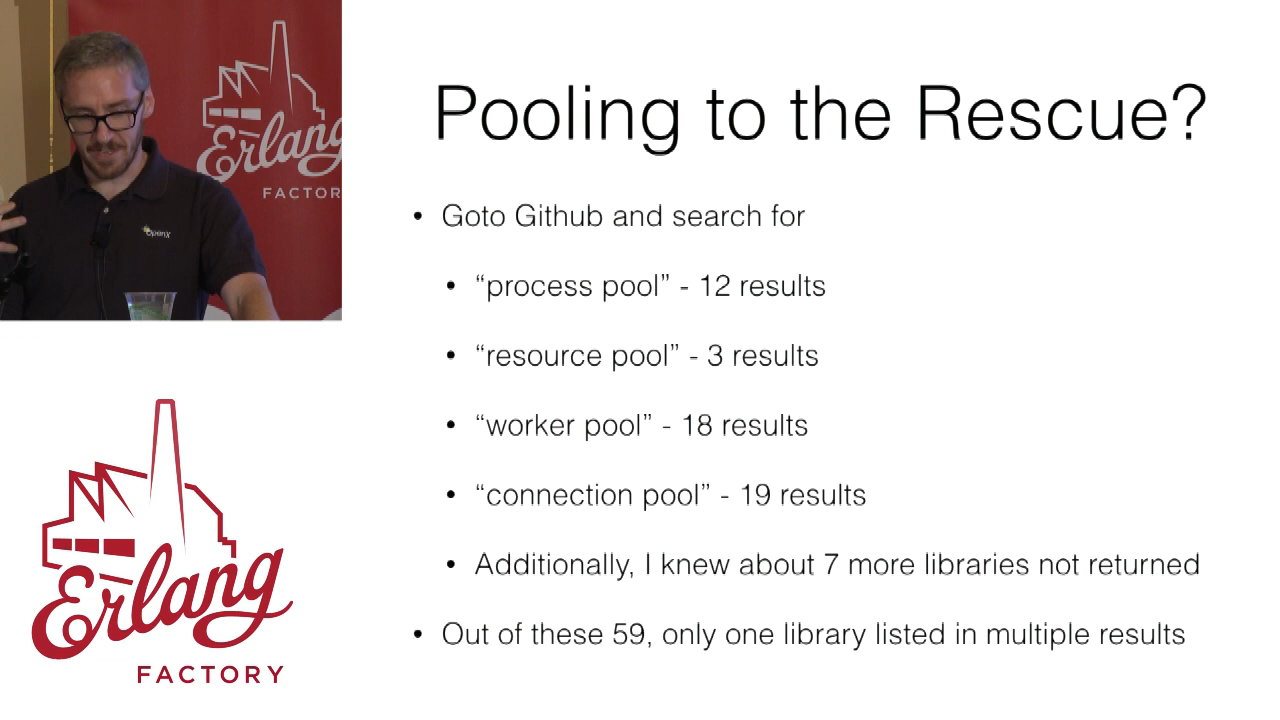 Erlang
FACTOR
OpenX
Pooling to the Rescue?
• Goto Github and search for
• “process pool” - 12 results
• “resource pool” - 3 results
• “worker pool” - 18 results
• “connection pool” - 19 results
• Additionally, I knew about 7 more libraries not returned
• Out of these 59, only one library listed in multiple results
Erlang
FACTORY